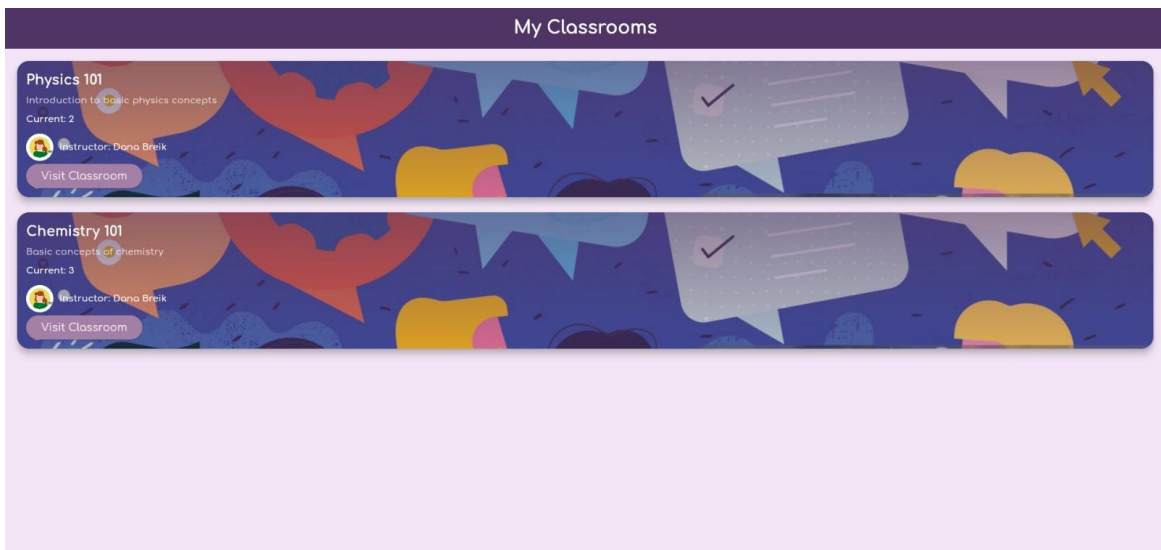 My Classrooms
Physics 101
Introduction to basic physics concepts
Current: 2
Instructor: Dana Breik
Visit Classroom
Chemistry 101
Basic concepts of chemistry
Current: 3
Instructor: Dana Breik
Visit Classroom